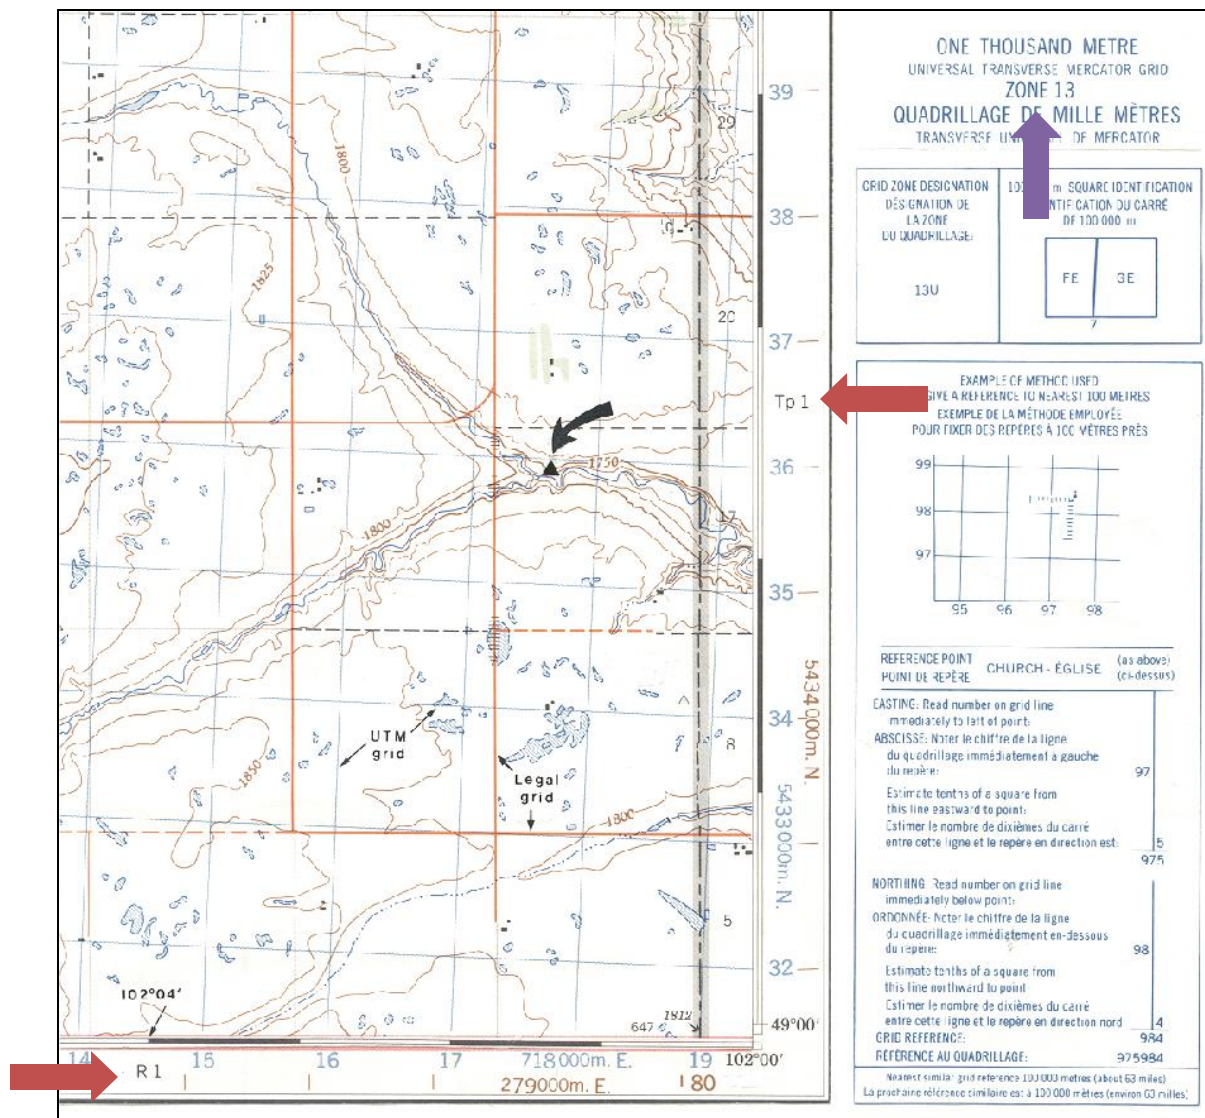 39
1800
29
38
1825
20
37
Tp 1
1750
36
17
1800
35
UTM
grid
34
8
Legal
grid
1850
1800
5434000m. N.
5433000m. N.
5
32
102°04'
647 1812
49°00'
14 15 16 17 718000m. E. 19 102°00'
R 1
279000m. E. 80
ONE THOUSAND METRE
UNIVERSAL TRANSVERSE MERCATOR GRID
ZONE 13
QUADRILLAGE DE MILLE MÈTRES
TRANSVERSE DE MERCATOR
GRID ZONE DESIGNATION
DÉSIGNATION DE
LA ZONE
DU QUADRILLAGE:
13U
m SQUARE IDENTIFICATION
DU CARRÉ
DE 100 000 m
FE
7
EXAMPLE OF METHOD USED
GIVE A REFERENCE TO NEAREST 100 METRES
EXEMPLE DE LA MÉTHODE EMPLOYÉE
POUR FIXER DES REPÈRES À 100 MÈTRES PRÈS
99
98
97
95 96 97 98
REFERENCE POINT
POINT DE REPÈRE
CHURCH - ÉGLISE
(as above)
(ci-dessus)
EASTING: Read number on grid line
immediately to left of point:
ABSCISSE: Noter le chiffre de la ligne
du quadrillage immédiatement à gauche
du repère: 97
Estimate tenths of a square from
this line eastward to point:
Estimer le nombre de dixièmes du carré
entre cette ligne et le repère en direction est: 5
975
NORTHING: Read number on grid line
immediately below point:
ORDONNÉE: Noter le chiffre de la ligne
du quadrillage immédiatement en-dessous
du repère: 98
Estimate tenths of a square from
this line northward to point
Estimer le nombre de dixièmes du carré
entre cette ligne et le repère en direction nord 4
GRID REFERENCE: 984
RÉFÉRENCE AU QUADRILLAGE: 975984
Nearest similar grid reference 100 000 metres (about 63 miles)
La prochaine référence similaire est à 100 000 mètres (environ 63 milles)